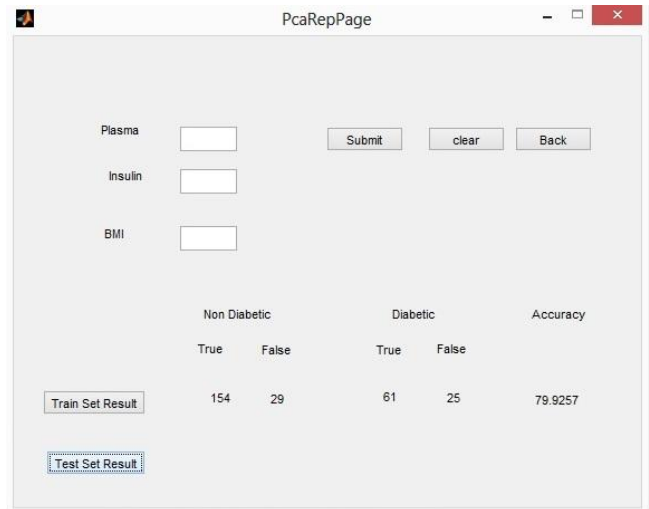 PcaRepPage
Plasma
Submit clear Back
Insulin
BMI
Non Diabetic Diabetic Accuracy
True False True False
Train Set Result 154 29 61 25 79.9257
Test Set Result